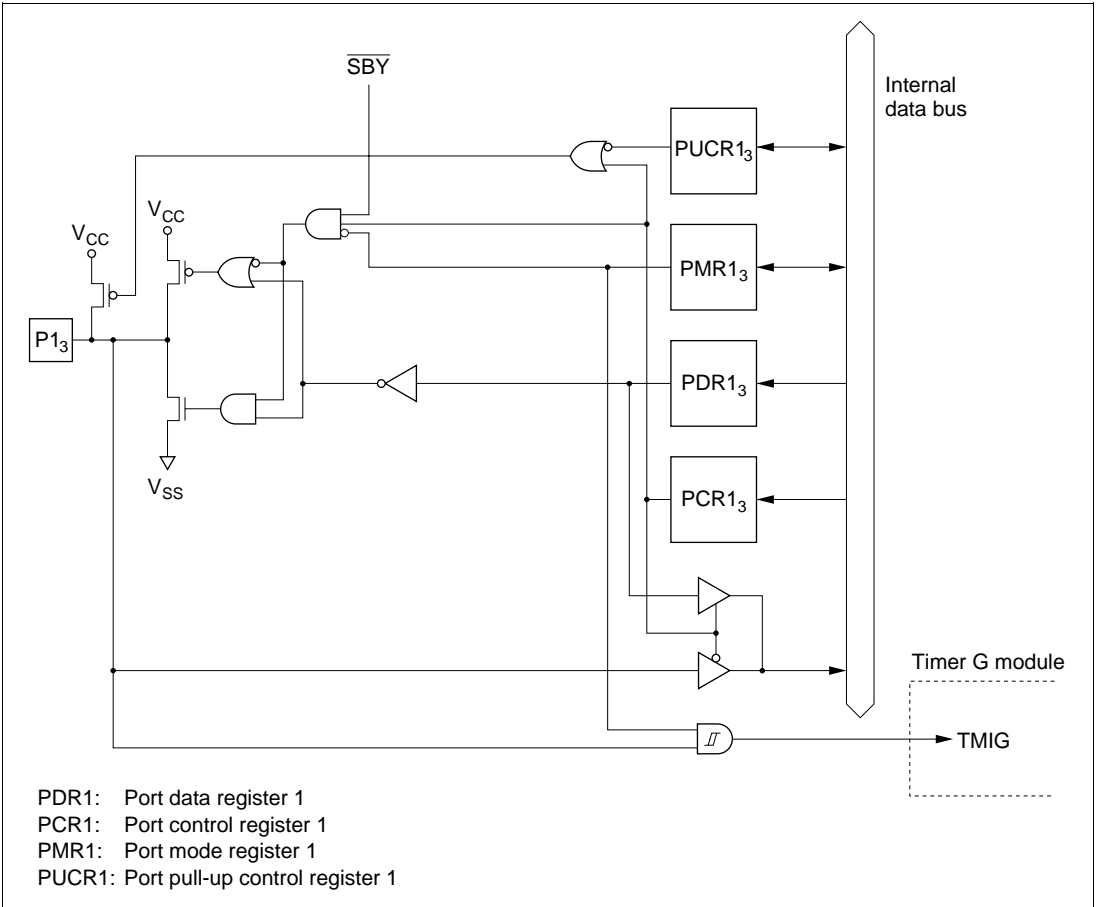 S̅B̅Y̅
Internal
data bus
PUCR1₃
V_CC
V_CC
PMR1₃
P1₃
PDR1₃
V_SS
PCR1₃
Timer G module
TMIG
PDR1: Port data register 1
PCR1: Port control register 1
PMR1: Port mode register 1
PUCR1: Port pull-up control register 1